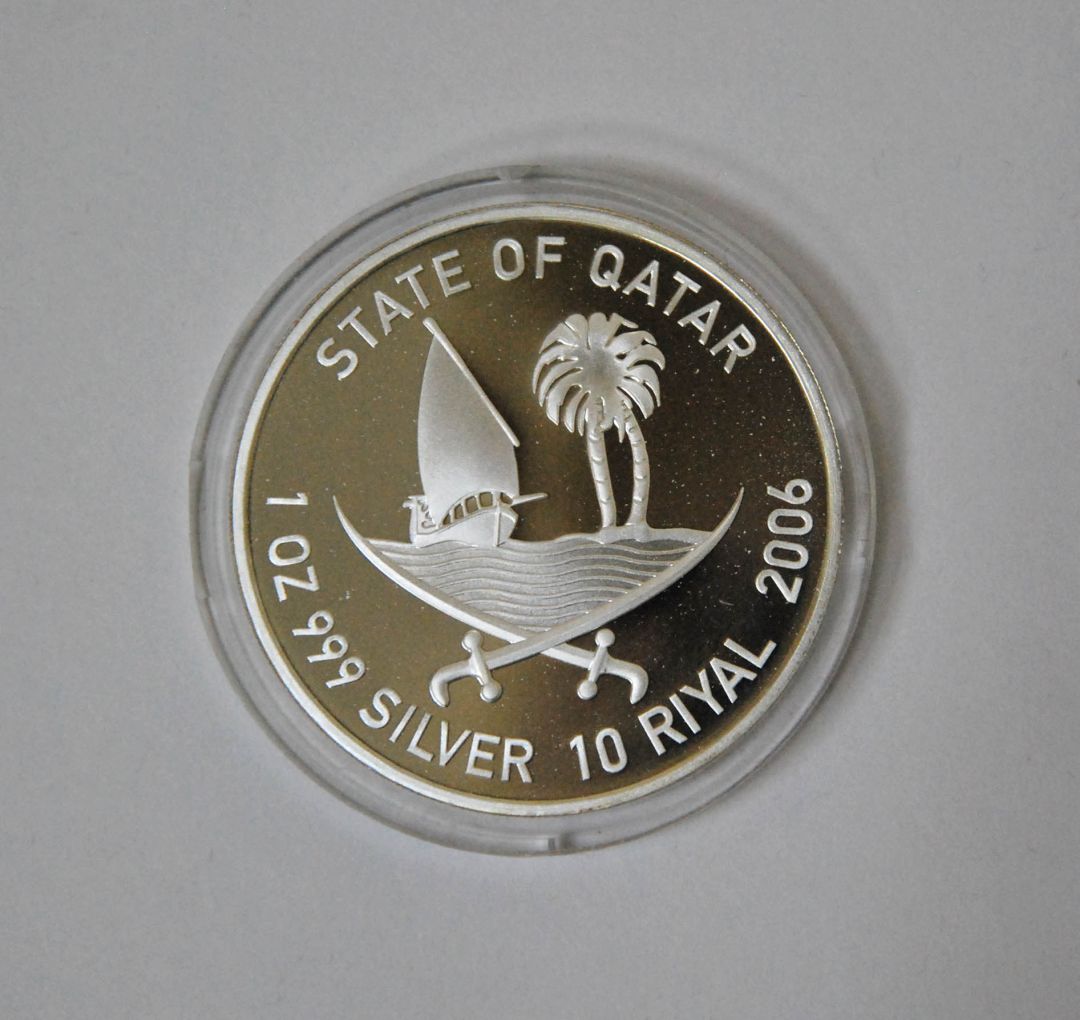 STATE OF QATAR
1 OZ 999 SILVER 10 RIYAL 2006